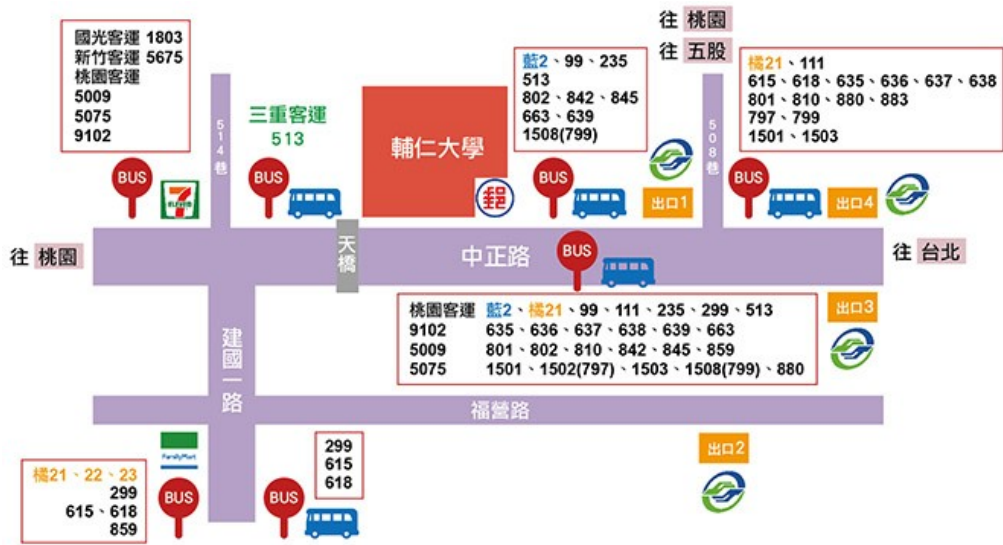 往 桃園
往 五股
國光客運 1803
新竹客運 5675
桃園客運
5009
5075
9102
514巷
三重客運
513
輔仁大學
郵
藍2、99、235
513
802、842、845
663、639
1508(799)
508巷
橘21、111
615、618、635、636、637、638
801、810、880、883
797、799
1501、1503
BUS
7
ELEVEN
BUS
BUS
出口1
BUS
出口4
往 桃園
天橋
中正路
BUS
往 台北
桃園客運 藍2、橘21、99、111、235、299、513
9102 635、636、637、638、639、663
5009 801、802、810、842、845、859
5075 1501、1502(797)、1503、1508(799)、880
出口3
建國一路
福營路
FamilyMart
橘21、22、23
299
615、618
859
BUS
BUS
299
615
618
出口2